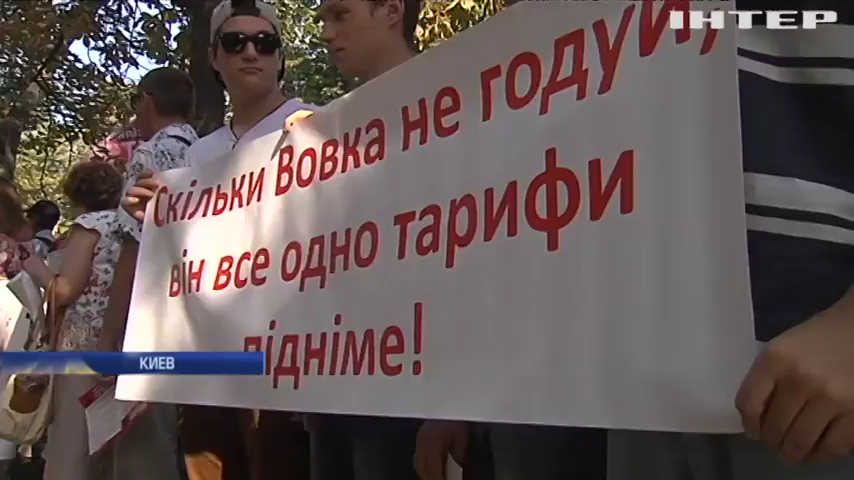 ІНТЕР
Скільки Вовка не годуй,
він все одно тарифи
підніме!
КИЕВ